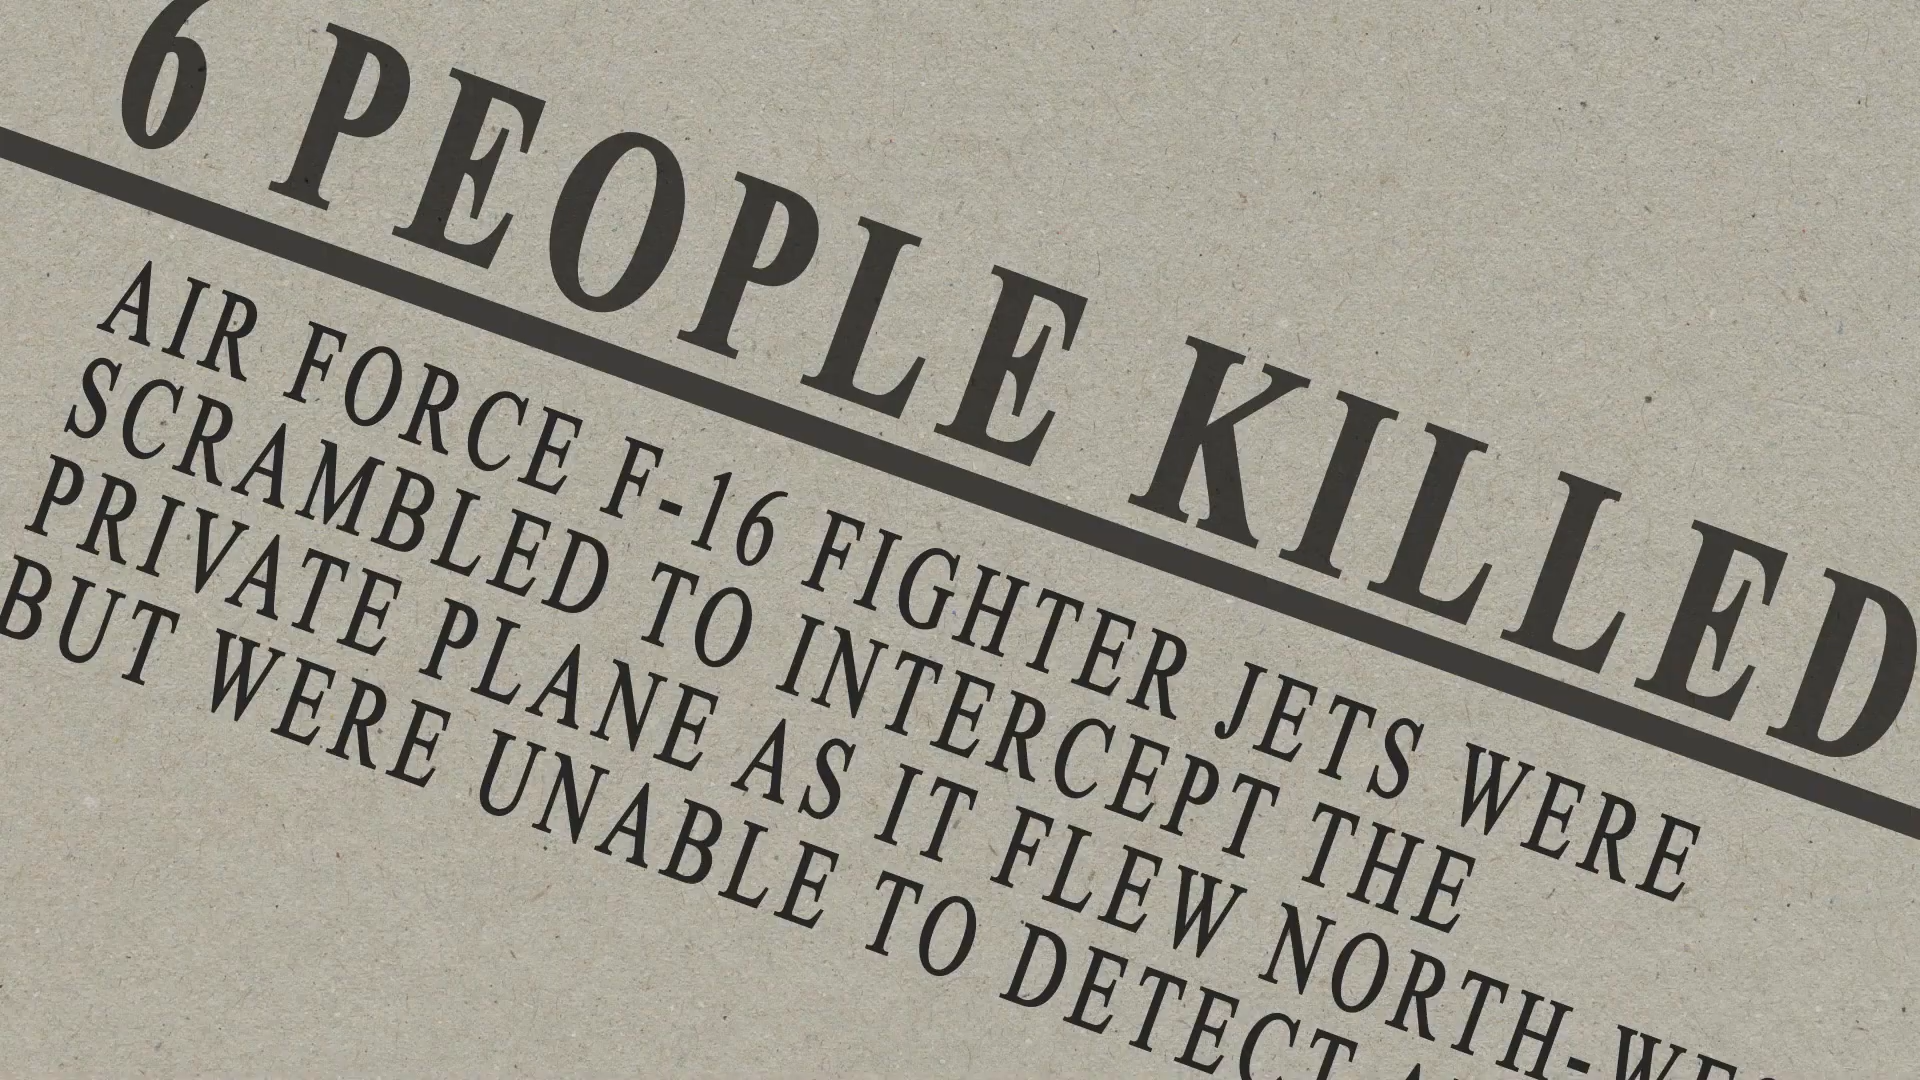 6 PEOPLE KILLED
AIR FORCE F-16 FIGHTER JETS WERE
SCRAMBLED TO INTERCEPT THE
PRIVATE PLANE AS IT FLEW NORTH-
BUT WERE UNABLE TO DETECT